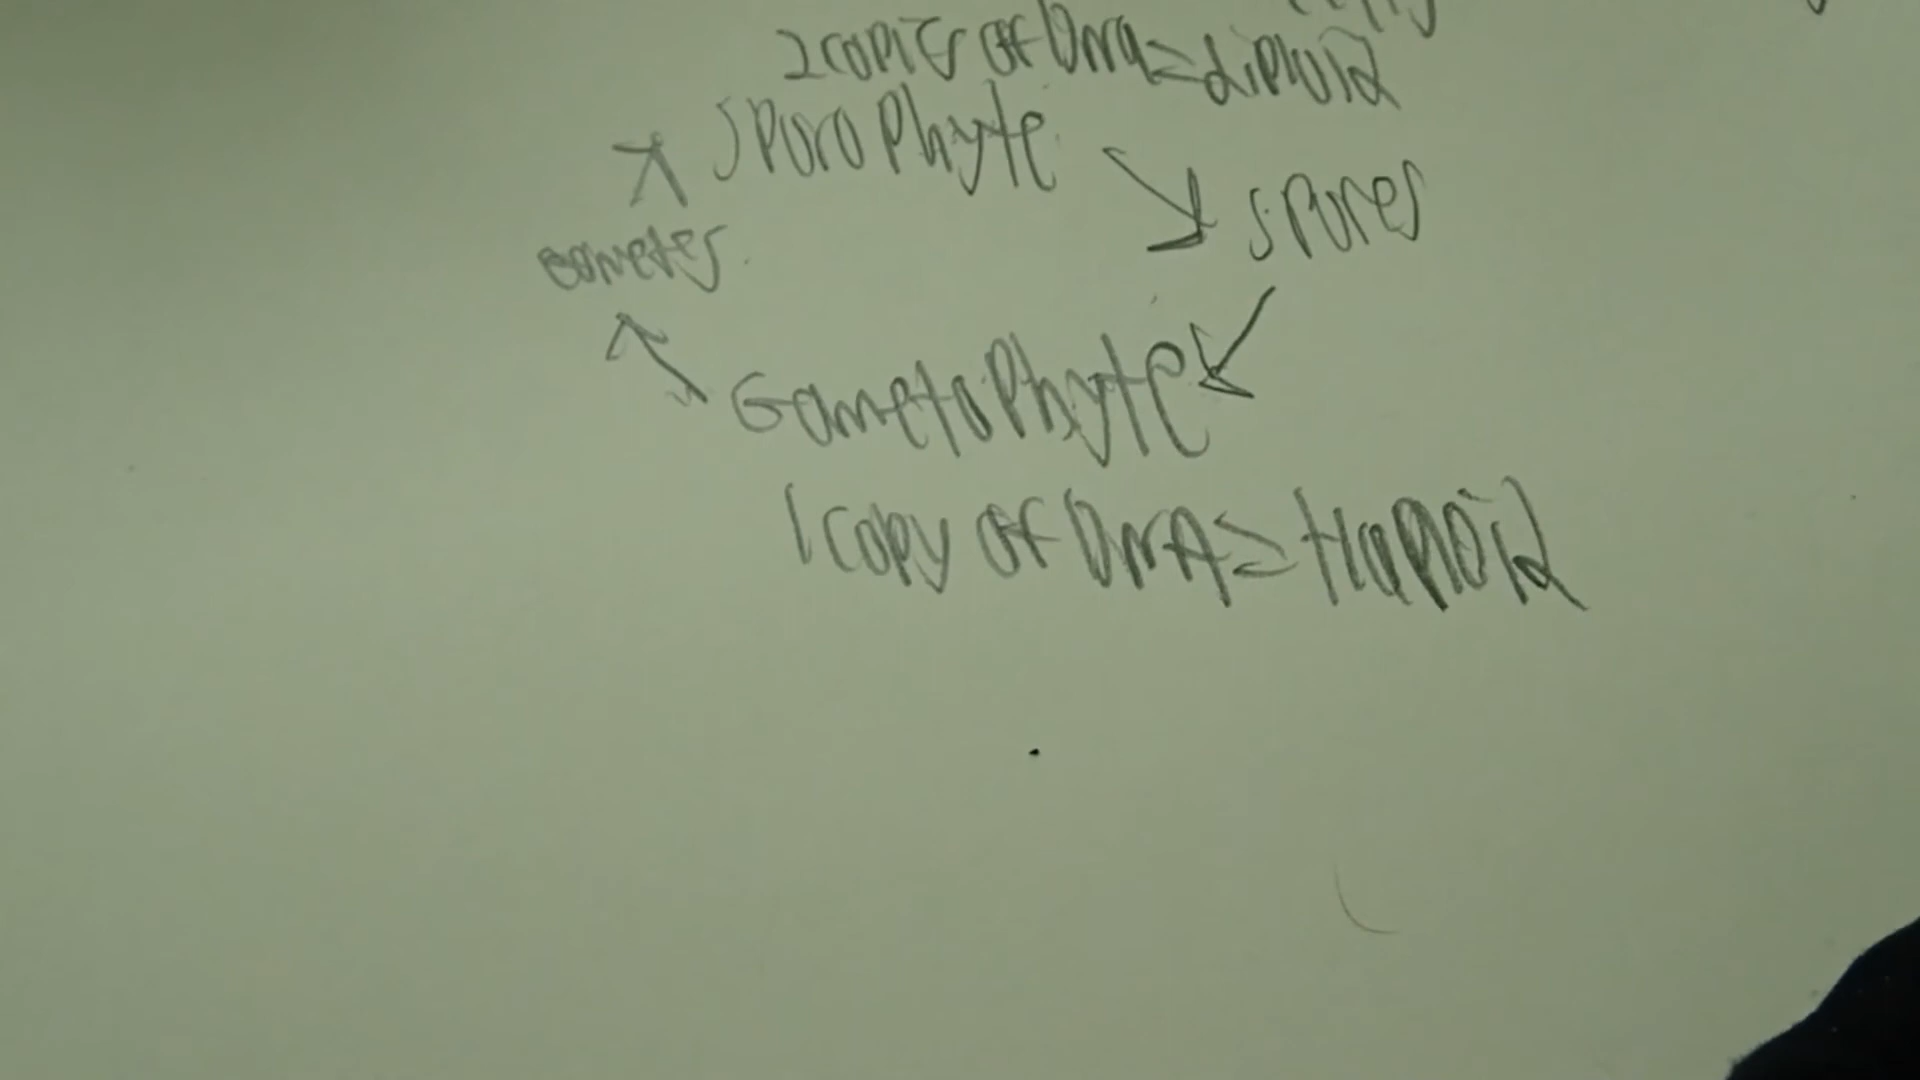 2 copies of Dna = diploid
Sporophyte
spores
gametes
Gametophyte
1 copy of DNA = Haploid